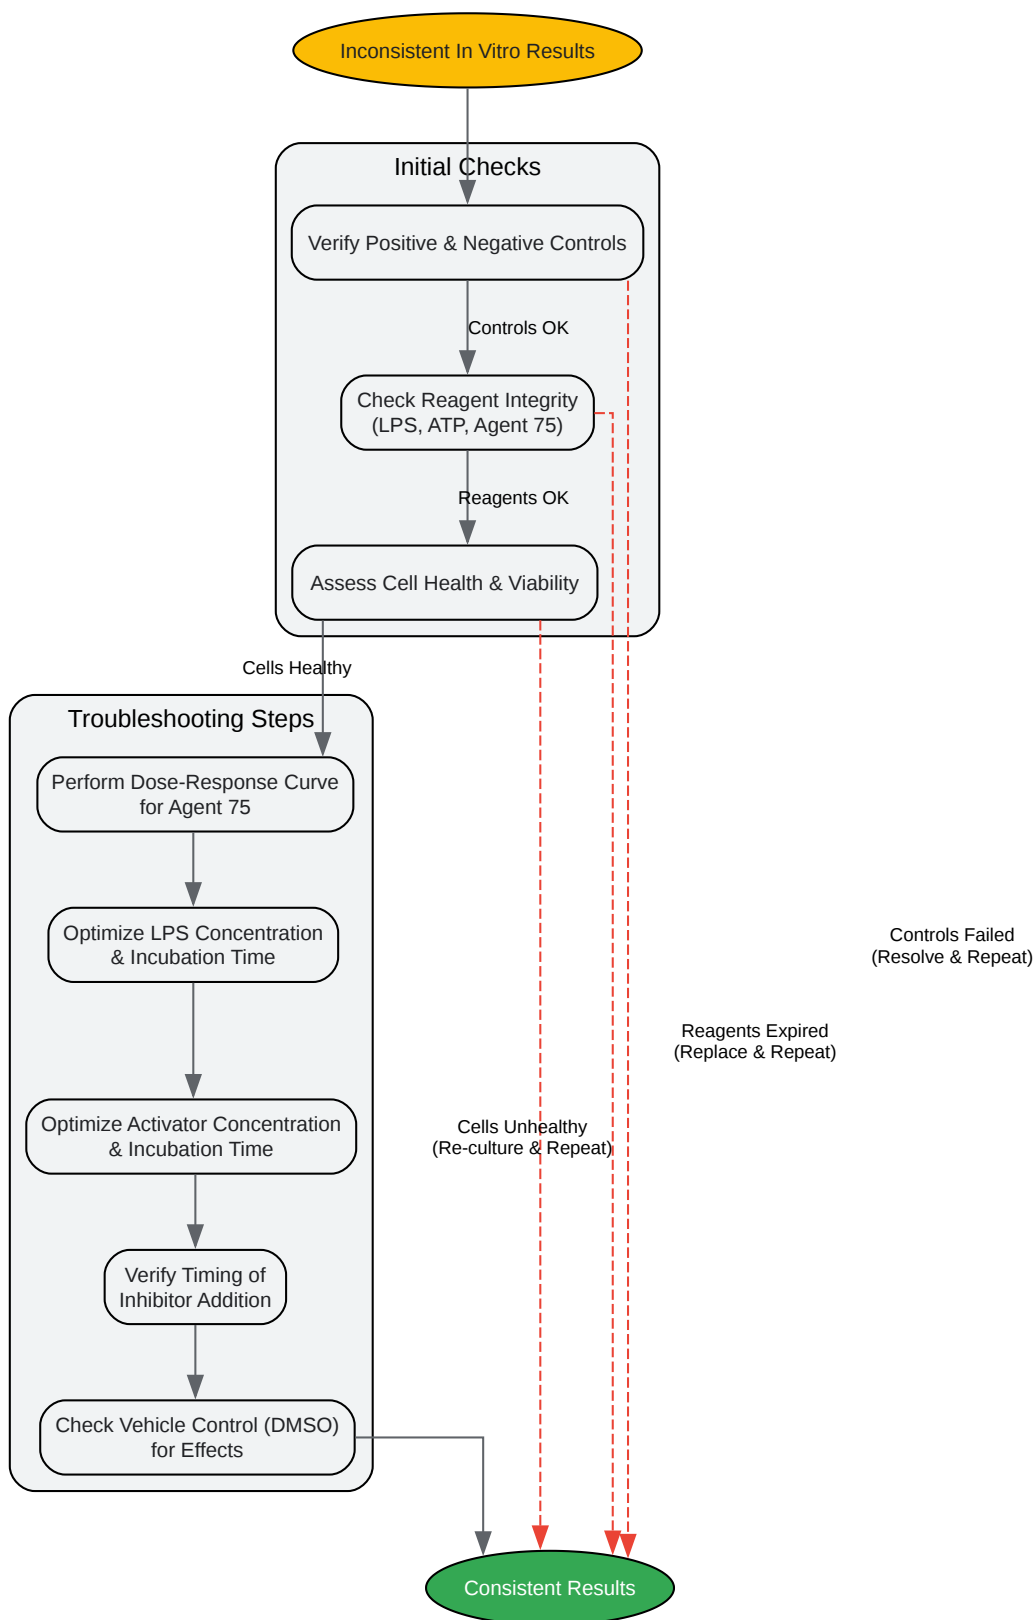 Inconsistent In Vitro Results
Initial Checks
Verify Positive & Negative Controls
Controls OK
Check Reagent Integrity
(LPS, ATP, Agent 75)
Reagents OK
Assess Cell Health & Viability
Cells Healthy
Troubleshooting Steps
Perform Dose-Response Curve
for Agent 75
Optimize LPS Concentration
& Incubation Time
Controls Failed
(Resolve & Repeat)
Reagents Expired
(Replace & Repeat)
Optimize Activator Concentration
& Incubation Time
Cells Unhealthy
(Re-culture & Repeat)
Verify Timing of
Inhibitor Addition
Check Vehicle Control (DMSO)
for Effects
Consistent Results